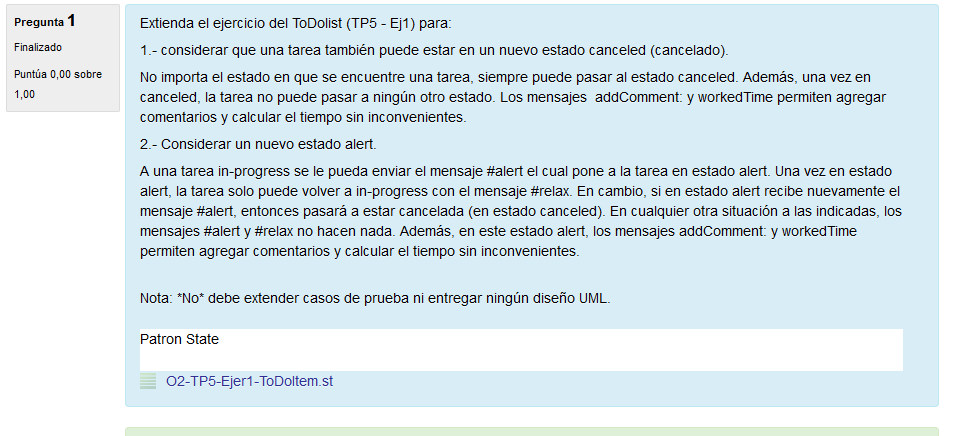 Pregunta 1
Finalizado
Puntúa 0,00 sobre
1,00
Extienda el ejercicio del ToDolist (TP5 - Ej1) para:
1.- considerar que una tarea también puede estar en un nuevo estado canceled (cancelado).
No importa el estado en que se encuentre una tarea, siempre puede pasar al estado canceled. Además, una vez en
canceled, la tarea no puede pasar a ningún otro estado. Los mensajes  addComment: y workedTime permiten agregar
comentarios y calcular el tiempo sin inconvenientes.
2.- Considerar un nuevo estado alert.
A una tarea in-progress se le pueda enviar el mensaje #alert el cual pone a la tarea en estado alert. Una vez en estado
alert, la tarea solo puede volver a in-progress con el mensaje #relax. En cambio, si en estado alert recibe nuevamente el
mensaje #alert, entonces pasará a estar cancelada (en estado canceled). En cualquier otra situación a las indicadas, los
mensajes #alert y #relax no hacen nada. Además, en este estado alert, los mensajes addComment: y workedTime
permiten agregar comentarios y calcular el tiempo sin inconvenientes.
Nota: *No* debe extender casos de prueba ni entregar ningún diseño UML.
Patron State
O2-TP5-Ejer1-ToDoItem.st